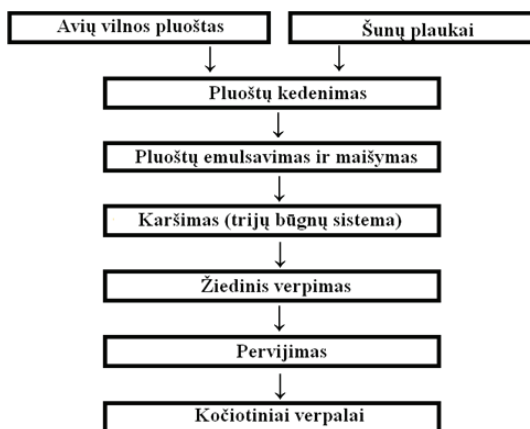 Avių vilnos pluoštas
Šunų plaukai
Pluoštų kedenimas
Pluoštų emulsavimas ir maišymas
Karšimas (trijų būgnų sistema)
Žiedinis verpimas
Pervijimas
Kočiotiniai verpalai